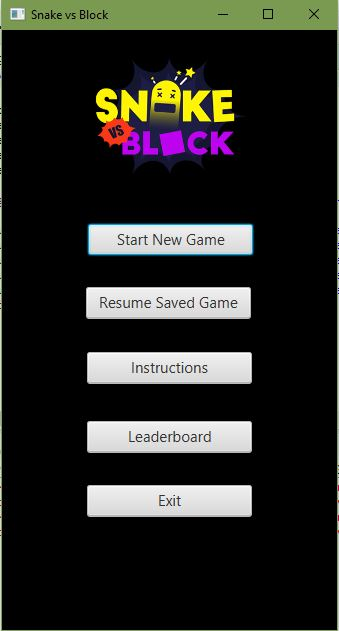 Snake vs Block
SNAKE
VS
BLOCK
Start New Game
Resume Saved Game
Instructions
Leaderboard
Exit